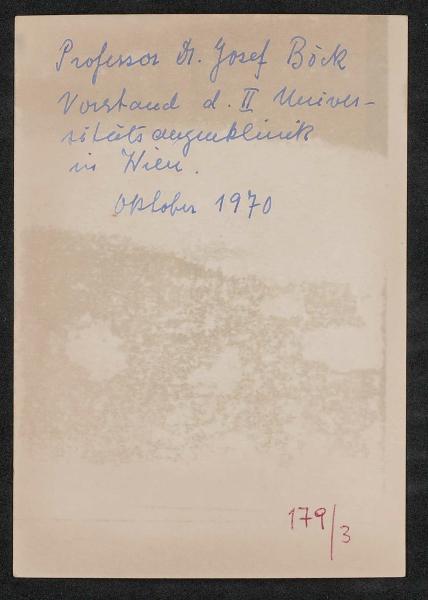 Professor Dr. Josef Böck
Vorstand d. II Univer-
sitätsaugenklinik
in Wien.
Oktober 1970
179/3